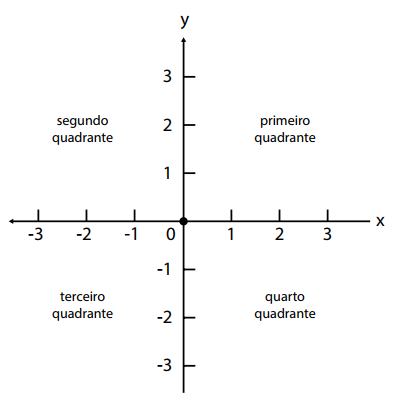 y
3
segundo
quadrante
primeiro
quadrante
2
1
x
-3 -2 -1 0 1 2 3
-1
terceiro
quadrante
quarto
quadrante
-2
-3